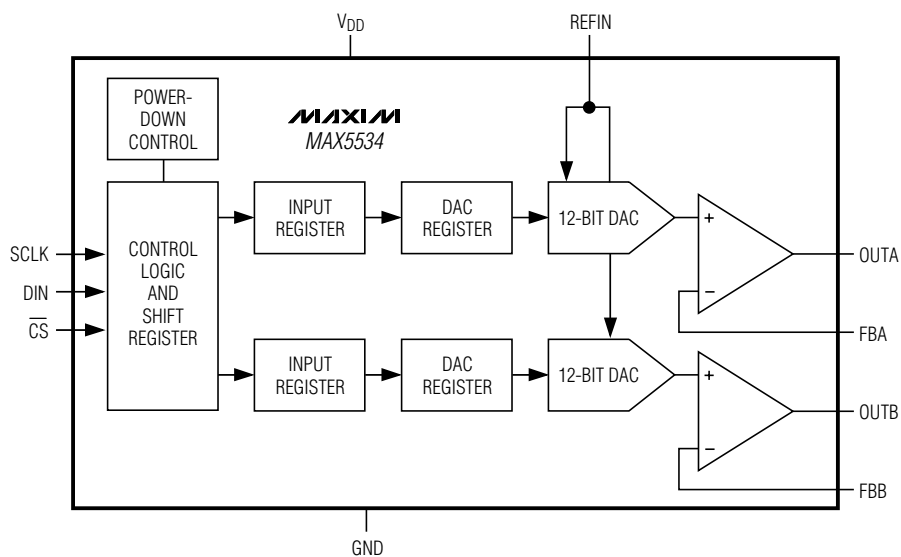 V_DD
REFIN
POWER-
DOWN
CONTROL
MAXIM
MAX5534
INPUT
REGISTER
DAC
REGISTER
12-BIT DAC
+
−
SCLK
DIN
C̅S̅
CONTROL
LOGIC
AND
SHIFT
REGISTER
OUTA
FBA
INPUT
REGISTER
DAC
REGISTER
12-BIT DAC
+
−
OUTB
FBB
GND